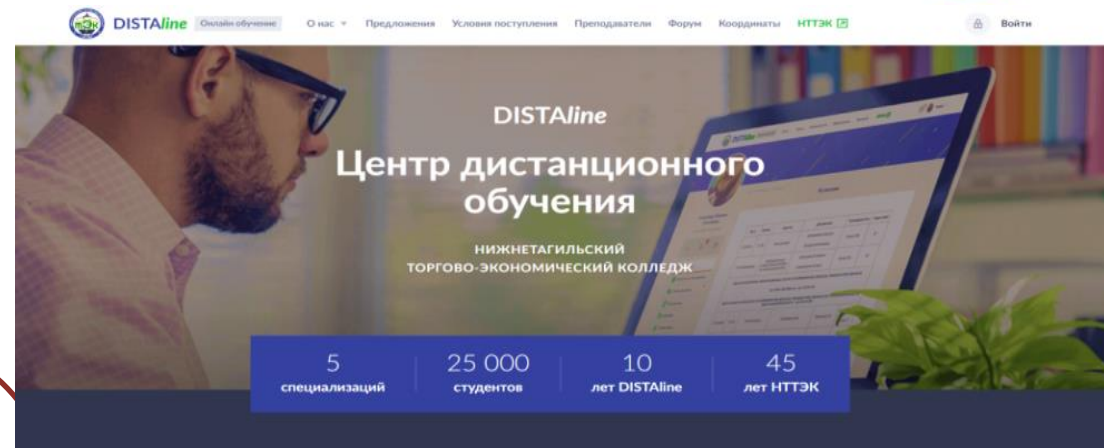 DISTAline Онлайн обучение О нас Предложения Условия поступления Преподаватели Форум Координаты НТТЭК Войти
DISTAline
Центр дистанционного
обучения
НИЖНЕТАГИЛЬСКИЙ
ТОРГОВО-ЭКОНОМИЧЕСКИЙ КОЛЛЕДЖ
5 25 000 10 45
специализаций студентов лет DISTAline лет НТТЭК